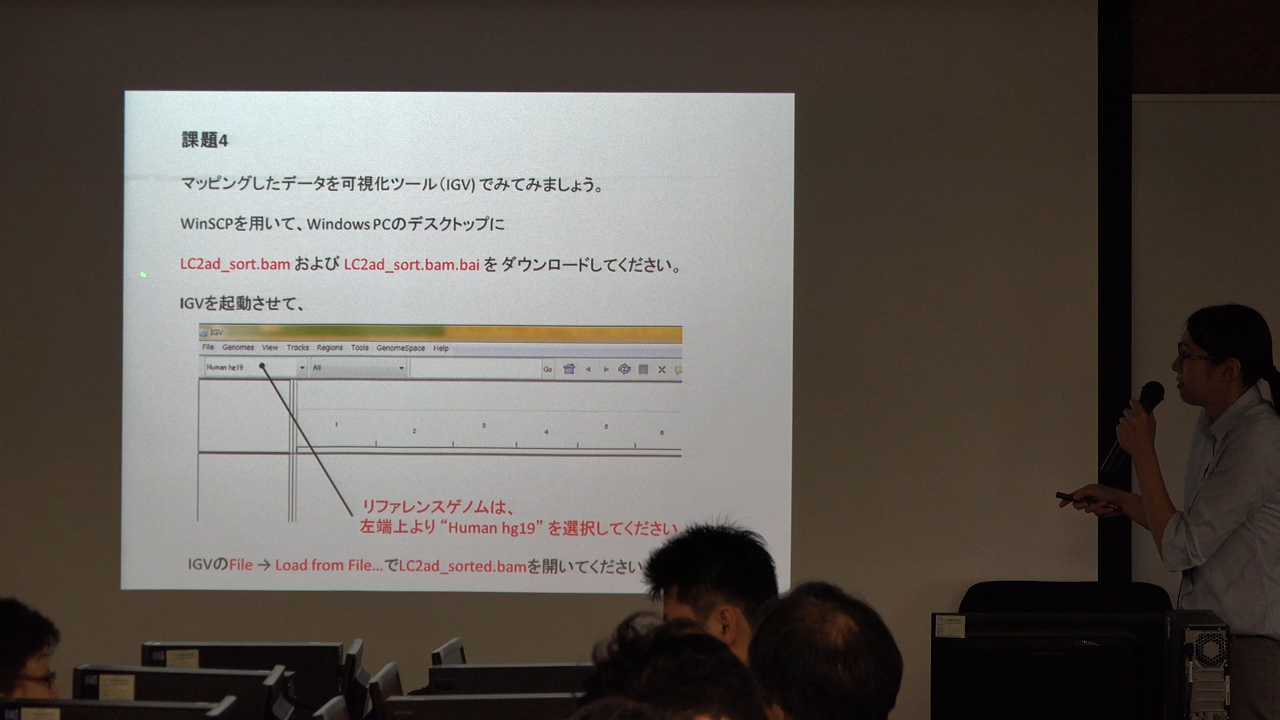 課題4
マッピングしたデータを可視化ツール（IGV) でみてみましょう。
WinSCPを用いて、Windows PCのデスクトップに
LC2ad_sort.bam および LC2ad_sort.bam.bai を ダウンロードしてください。
IGVを起動させて、
IGV
File Genomes View Tracks Regions Tools GenomeSpace Help
Human hg19 All Go
1 2 3 4 5 6
リファレンスゲノムは、
左端上より “Human hg19” を選択してください
IGVのFile → Load from File...でLC2ad_sorted.bamを開いてください